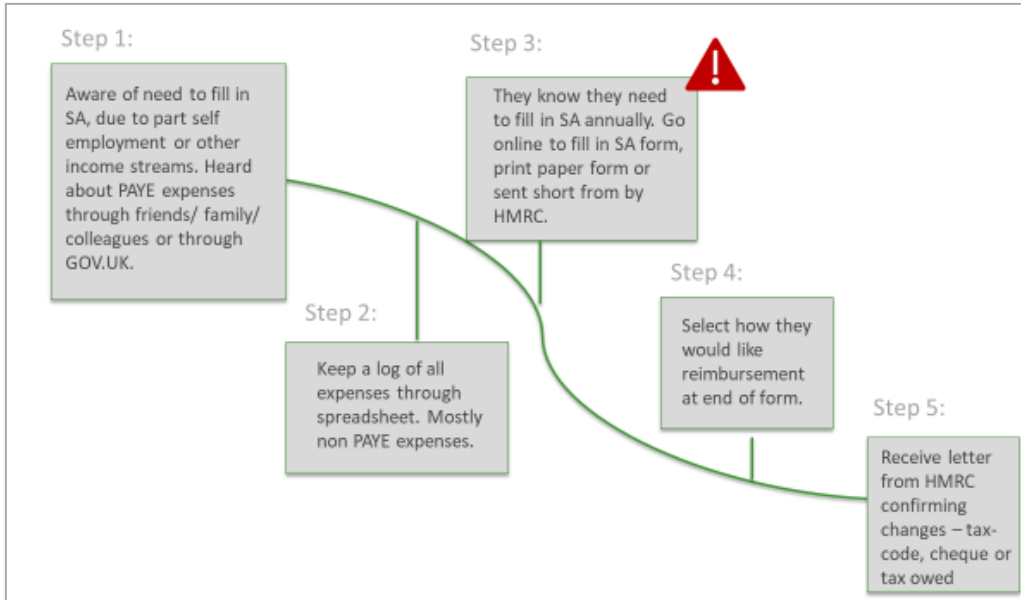 Step 1:
Aware of need to fill in
SA, due to part self
employment or other
income streams. Heard
about PAYE expenses
through friends/ family/
colleagues or through
GOV.UK.
Step 2:
Keep a log of all
expenses through
spreadsheet. Mostly
non PAYE expenses.
Step 3:
!
They know they need
to fill in SA annually. Go
online to fill in SA form,
print paper form or
sent short from by
HMRC.
Step 4:
Select how they
would like
reimbursement
at end of form.
Step 5:
Receive letter
from HMRC
confirming
changes – tax-
code, cheque or
tax owed